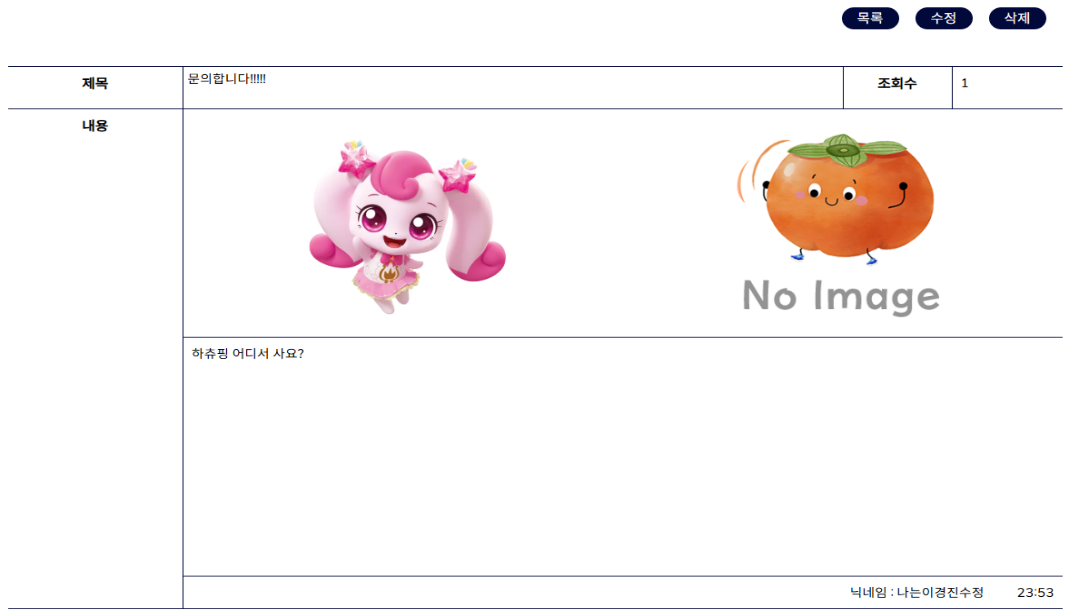 목록 수정 삭제
제목 문의합니다!!!!! 조회수 1
내용
No Image
하츄핑 어디서 사요?
닉네임 : 나는이경진수정 23:53